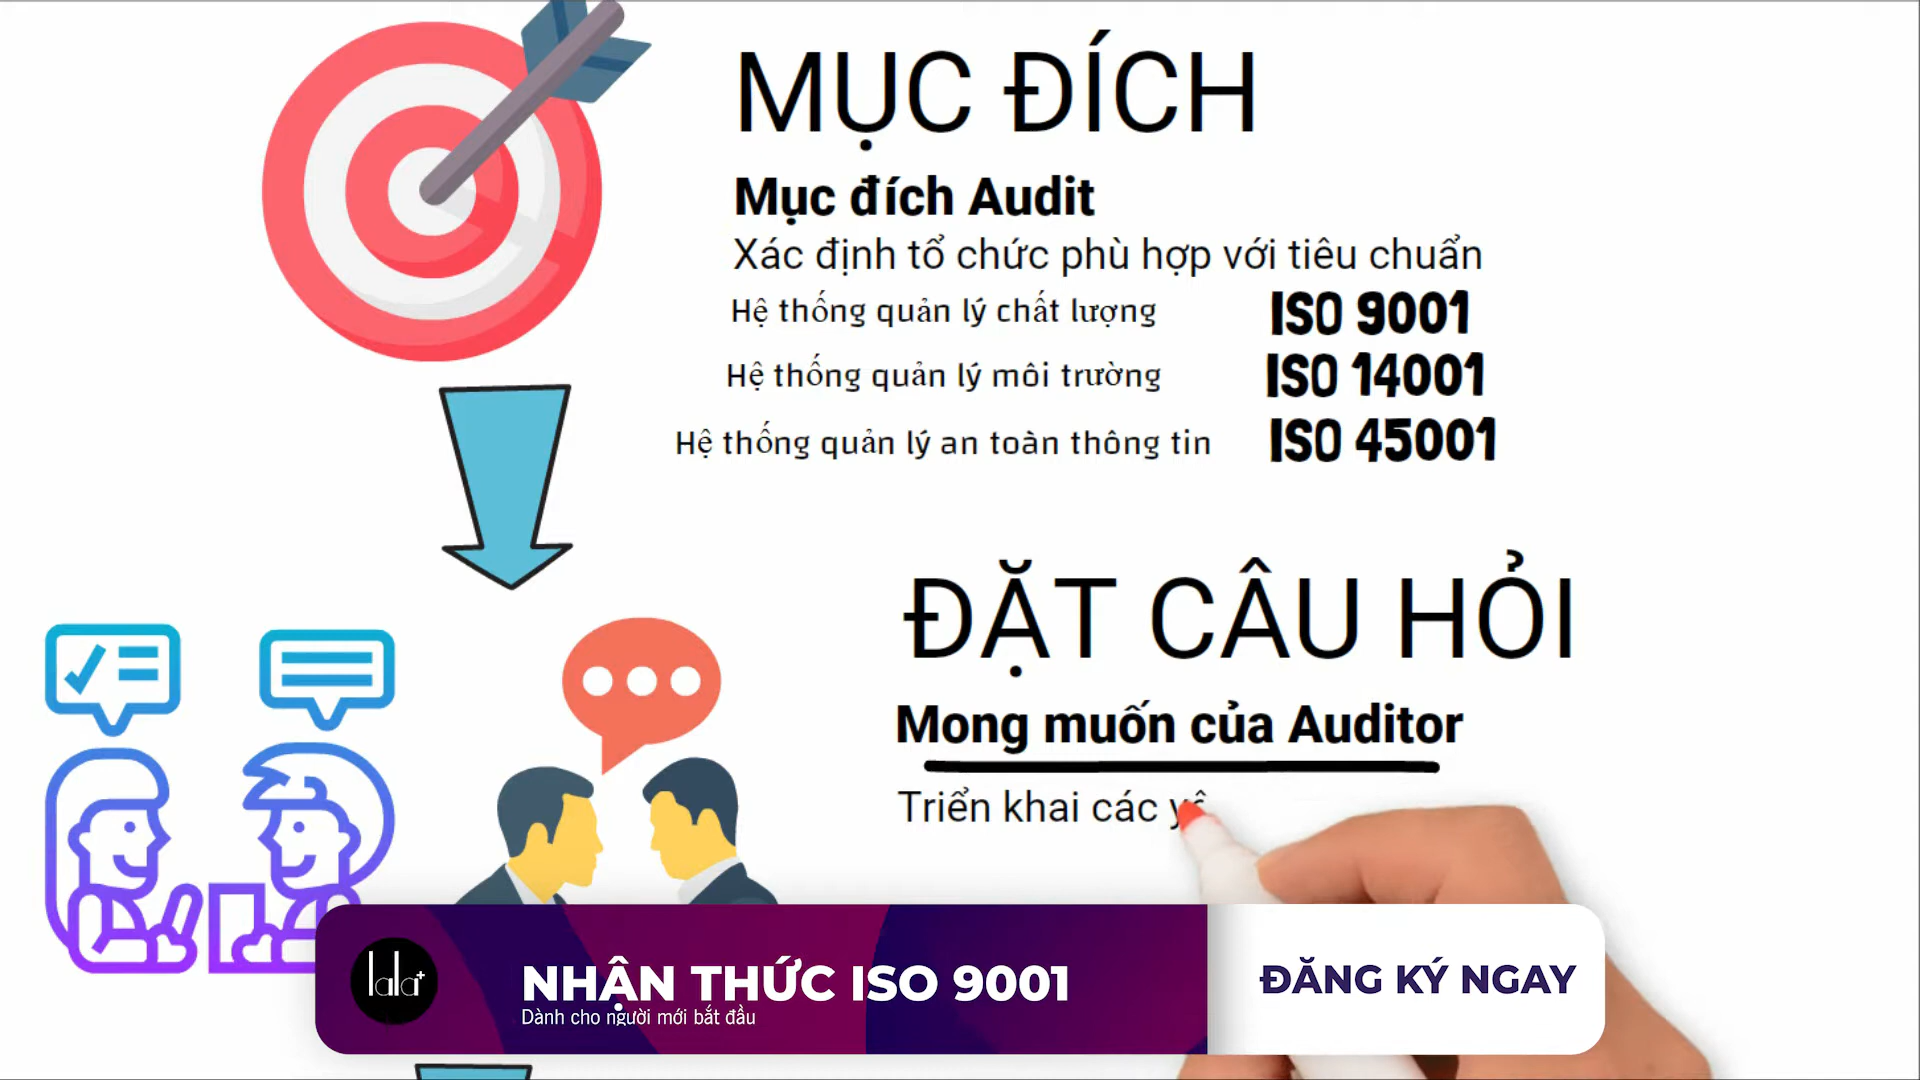 MỤC ĐÍCH
Mục đích Audit
Xác định tổ chức phù hợp với tiêu chuẩn
Hệ thống quản lý chất lượng ISO 9001
Hệ thống quản lý môi trường ISO 14001
Hệ thống quản lý an toàn thông tin ISO 45001
ĐẶT CÂU HỎI
Mong muốn của Auditor
Triển khai các
lala+
NHẬN THỨC ISO 9001
Dành cho người mới bắt đầu
ĐĂNG KÝ NGAY